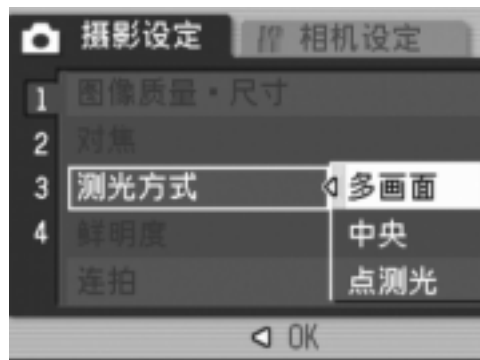 摄影设定 相机设定
1 图像质量·尺寸
2 对焦
3 测光方式 多画面
4 鲜明度 中央
连拍 点测光
OK